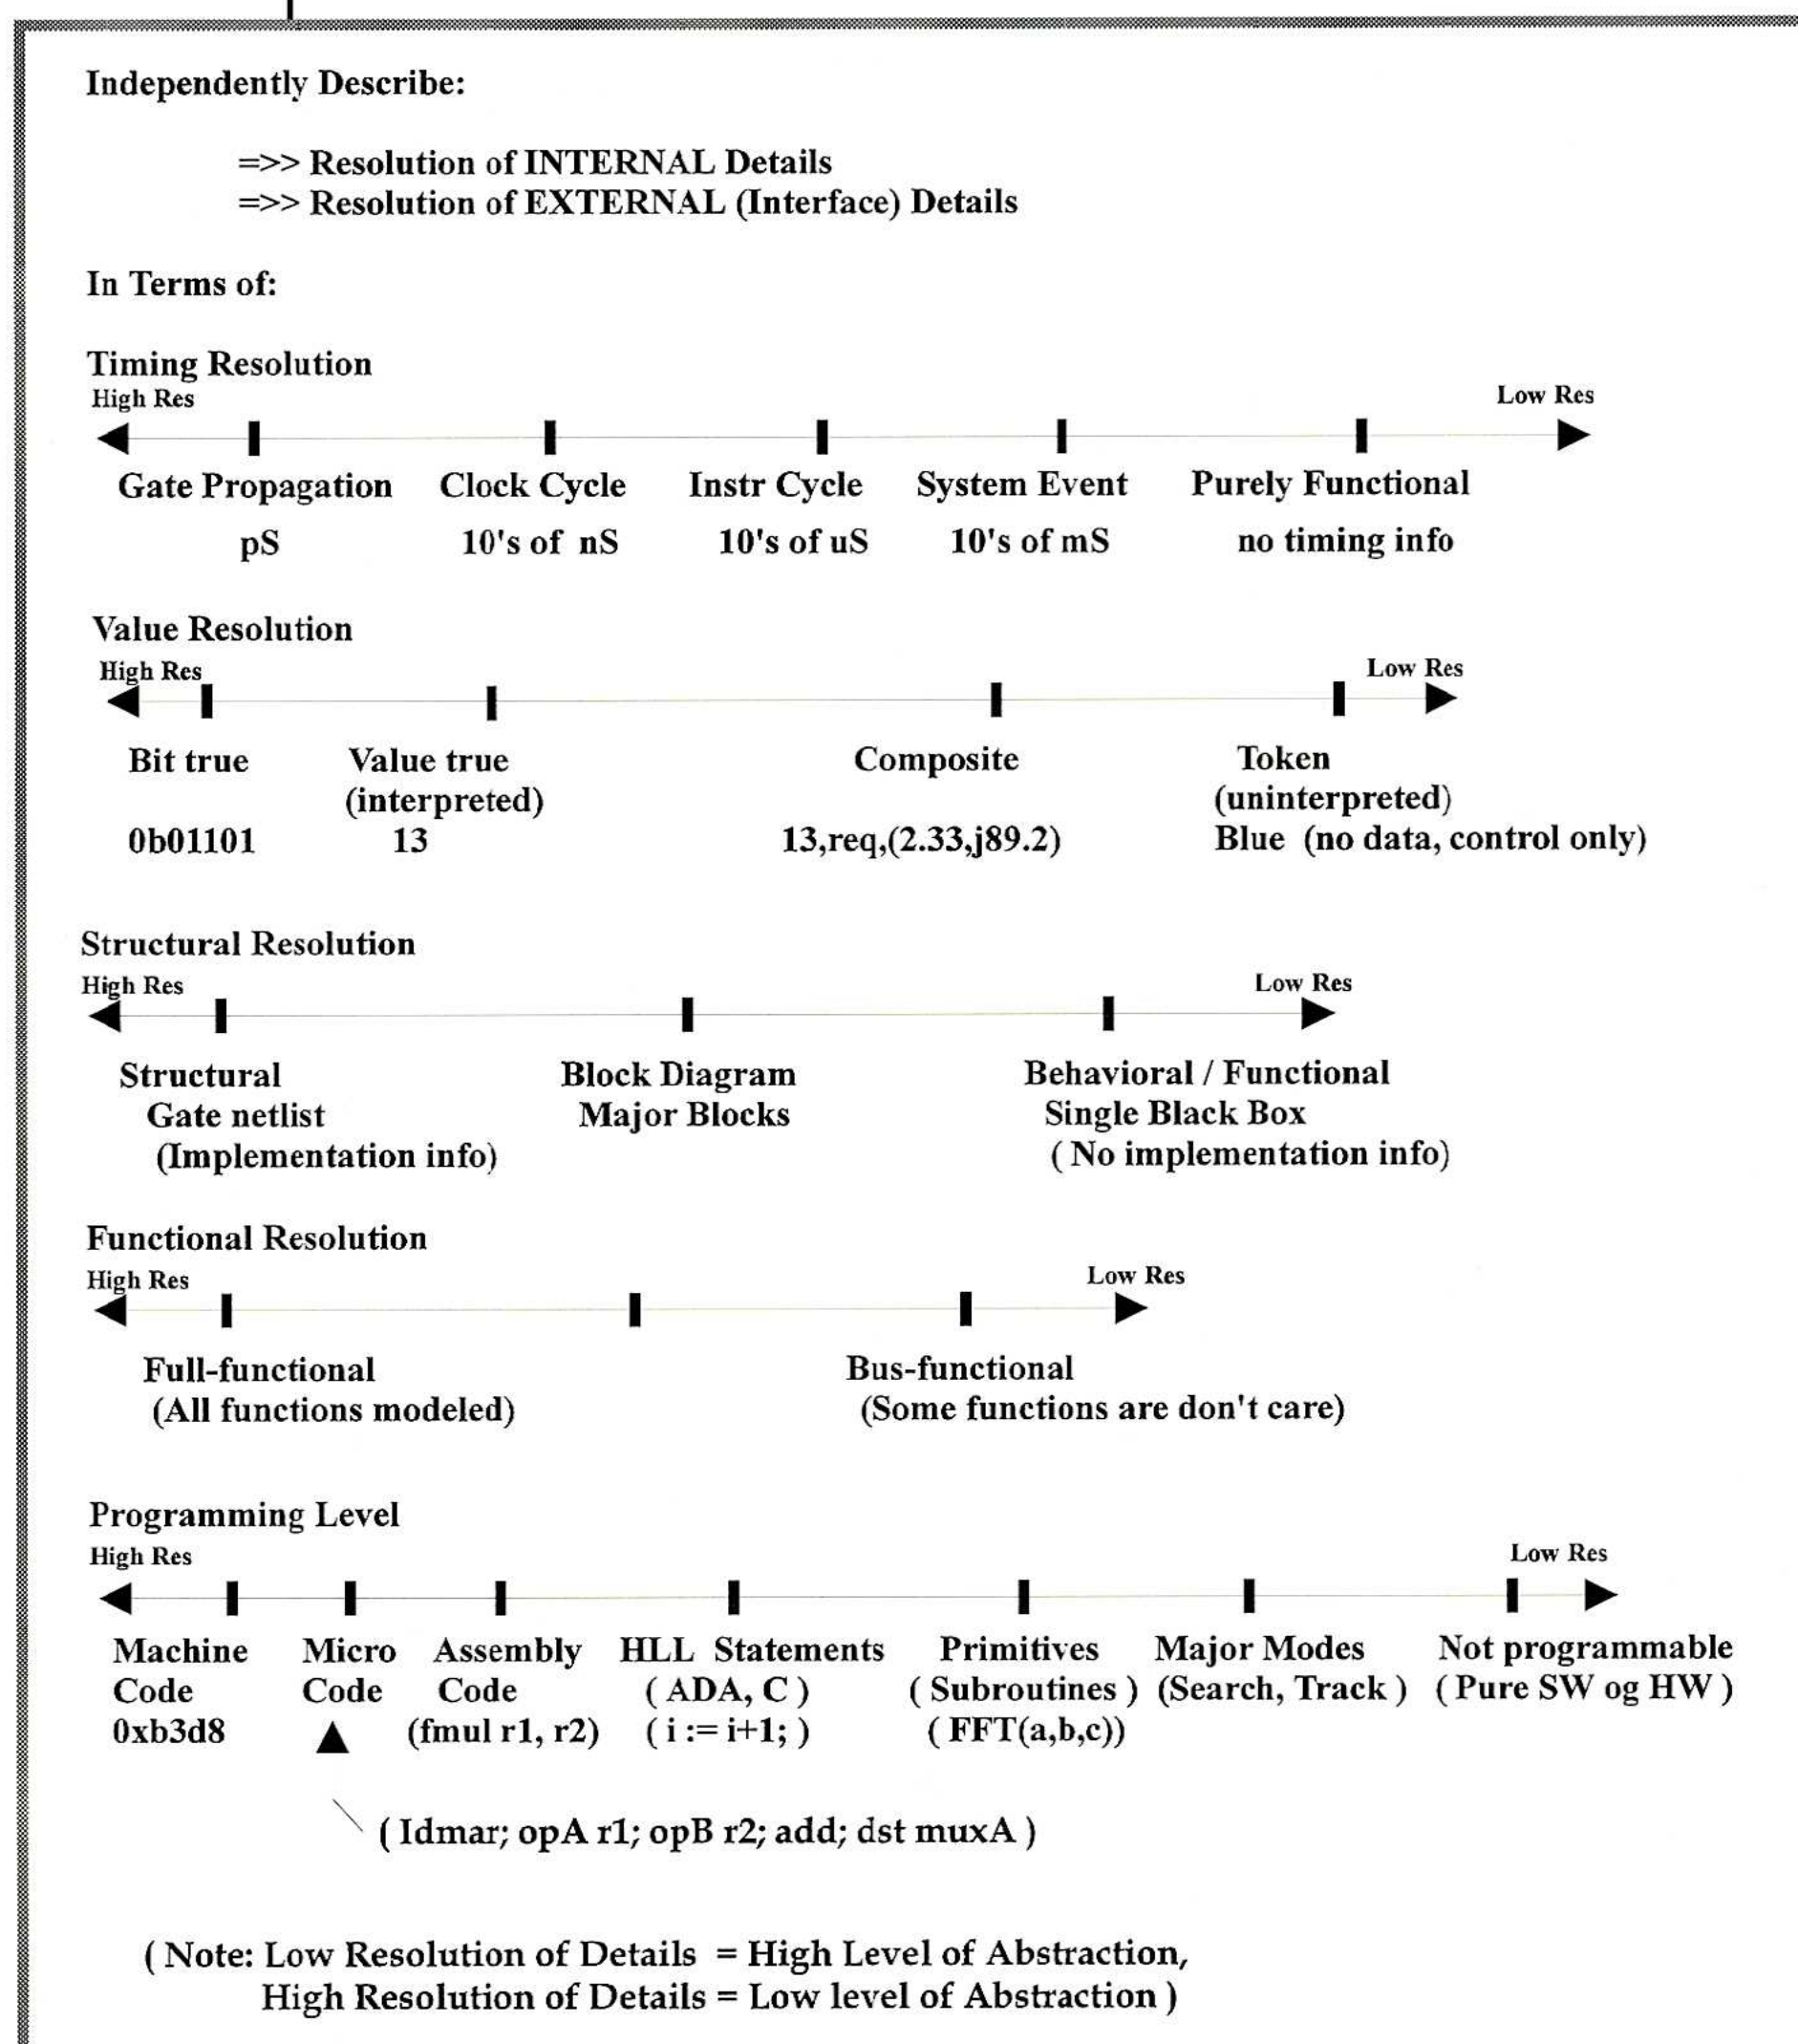 Independently Describe:
=>> Resolution of INTERNAL Details
=>> Resolution of EXTERNAL (Interface) Details
In Terms of:
Timing Resolution
High Res Low Res
Gate Propagation Clock Cycle Instr Cycle System Event Purely Functional
pS 10's of nS 10's of uS 10's of mS no timing info
Value Resolution
High Res Low Res
Bit true Value true Composite Token
(interpreted) (uninterpreted)
0b01101 13 13,req,(2.33,j89.2) Blue (no data, control only)
Structural Resolution
High Res Low Res
Structural Block Diagram Behavioral / Functional
Gate netlist Major Blocks Single Black Box
(Implementation info) ( No implementation info)
Functional Resolution
High Res Low Res
Full-functional Bus-functional
(All functions modeled) (Some functions are don't care)
Programming Level
High Res Low Res
Machine Micro Assembly HLL Statements Primitives Major Modes Not programmable
Code Code Code ( ADA, C ) ( Subroutines ) (Search, Track ) ( Pure SW og HW )
0xb3d8 (fmul r1, r2) ( i := i+1; ) ( FFT(a,b,c))
( Idmar; opA r1; opB r2; add; dst muxA )
( Note: Low Resolution of Details = High Level of Abstraction,
High Resolution of Details = Low level of Abstraction )